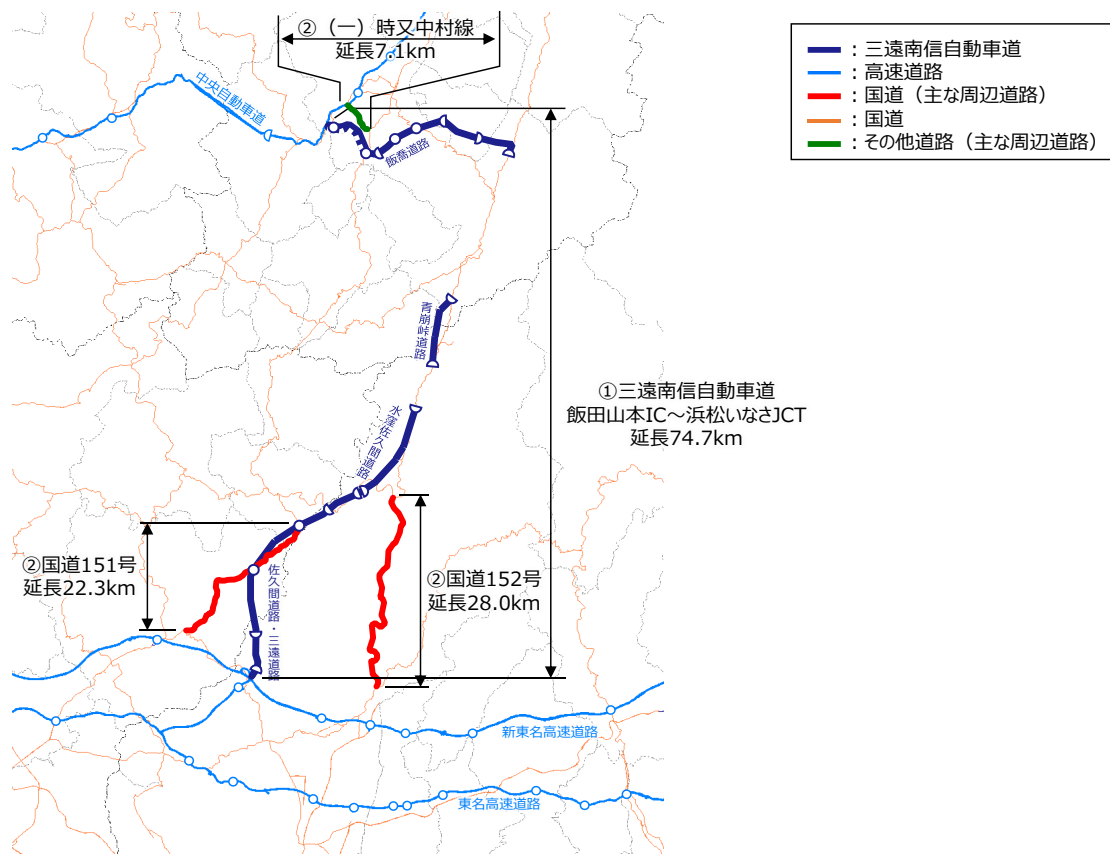 ②（一）時又中村線
延長7.1km
：三遠南信自動車道
：高速道路
：国道（主な周辺道路）
：国道
：その他道路（主な周辺道路）
中央自動車道
飯喬道路
青崩峠道路
①三遠南信自動車道
飯田山本IC～浜松いなさJCT
延長74.7km
水窪佐久間道路
②国道151号
延長22.3km
②国道152号
延長28.0km
佐久間道路・三遠道路
新東名高速道路
東名高速道路